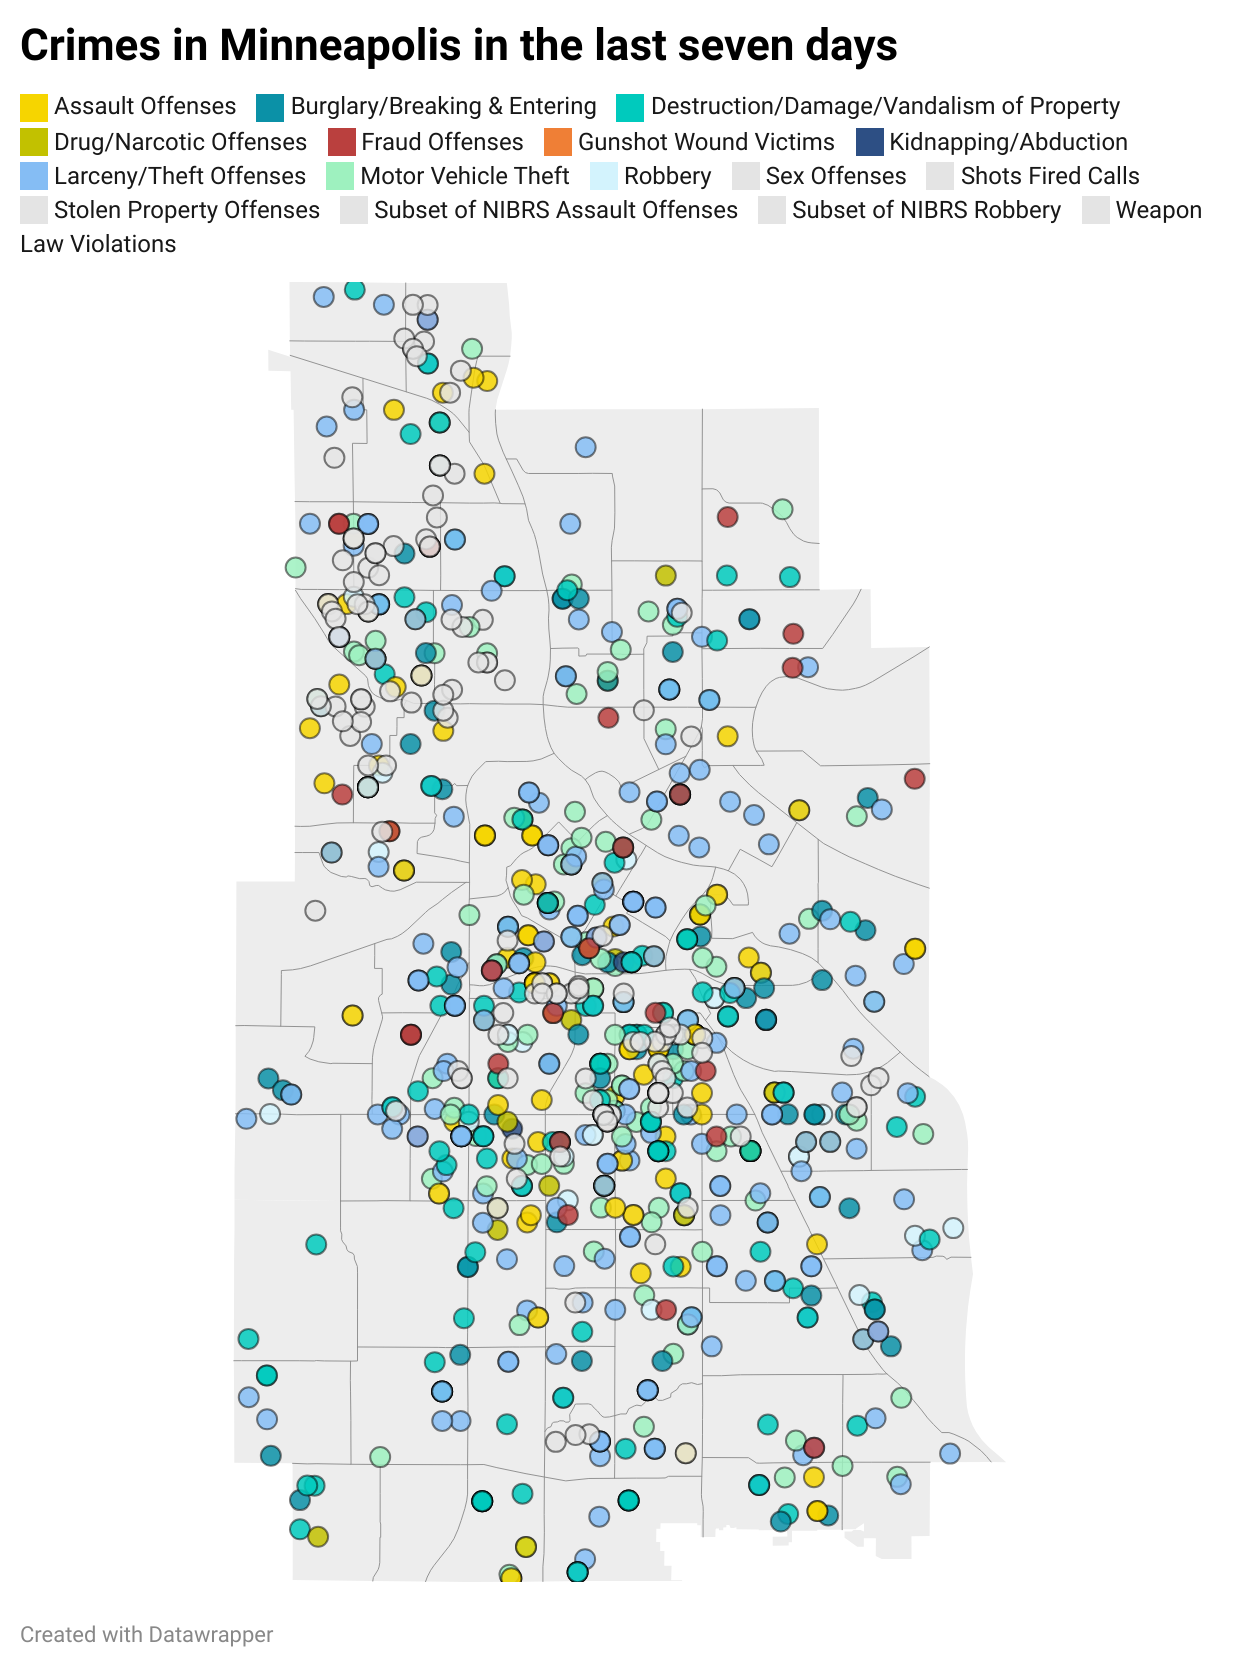 Crimes in Minneapolis in the last seven days
Assault Offenses Burglary/Breaking & Entering Destruction/Damage/Vandalism of Property
Drug/Narcotic Offenses Fraud Offenses Gunshot Wound Victims Kidnapping/Abduction
Larceny/Theft Offenses Motor Vehicle Theft Robbery Sex Offenses Shots Fired Calls
Stolen Property Offenses Subset of NIBRS Assault Offenses Subset of NIBRS Robbery Weapon
Law Violations
Created with Datawrapper